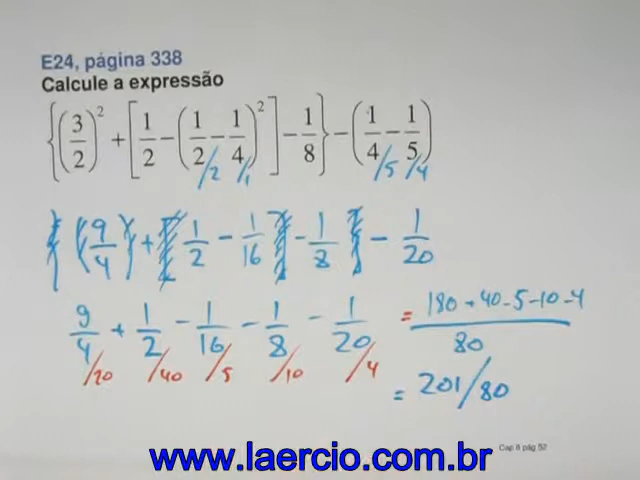 E24, página 338
Calcule a expressão
{(3/2)² + [1/2 − (1/2 − 1/4)²] − 1/8} − (1/4 − 1/5)
/2 /1 /5 /4
{(9/4) + [1/2 − 1/16] − 1/8} − 1/20
9/4 + 1/2 − 1/16 − 1/8 − 1/20 = 180 + 40 - 5 - 10 - 4 / 80
/20 /40 /5 /10 /4
= 201/80
Cap 8 pág 52
www.laercio.com.br